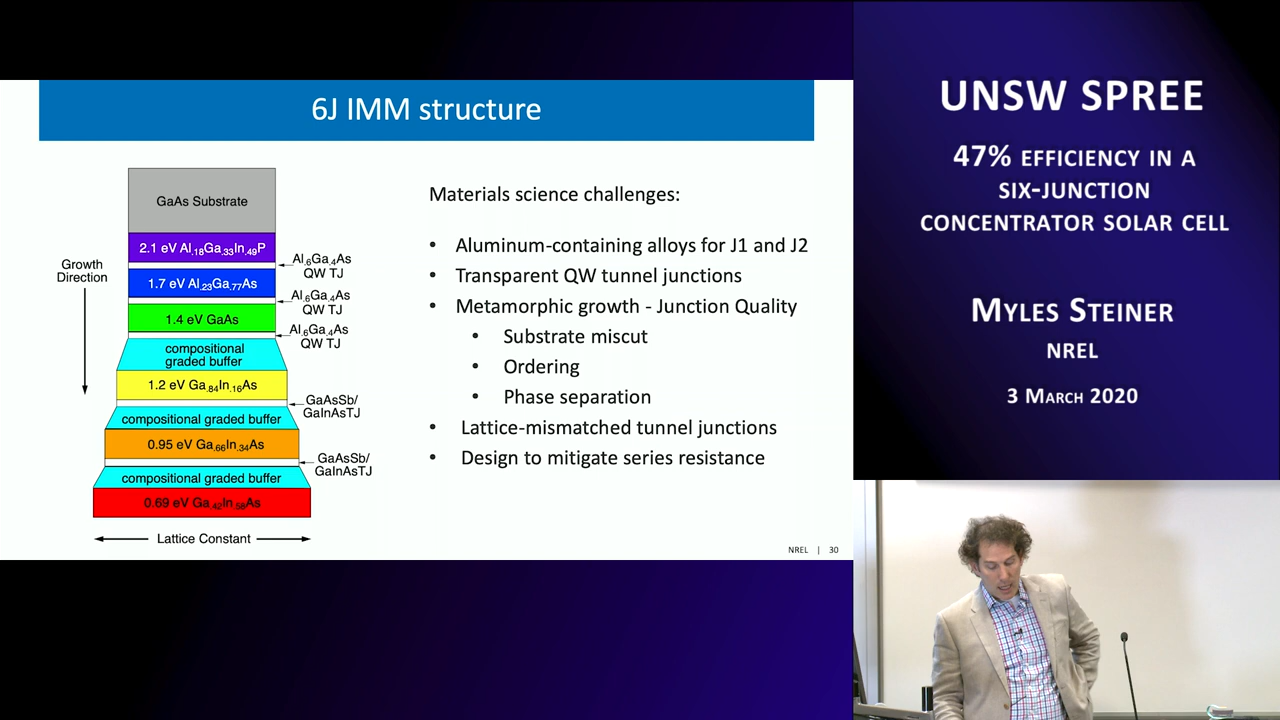 6J IMM structure
GaAs Substrate
2.1 eV Al.18Ga.33In.49P
Al.6Ga.4As
QW TJ
Growth
Direction
1.7 eV Al.23Ga.77As
Al.6Ga.4As
QW TJ
1.4 eV GaAs
Al.6Ga.4As
QW TJ
compositional
graded buffer
1.2 eV Ga.84In.16As
GaAsSb/
GaInAsTJ
compositional graded buffer
0.95 eV Ga.66In.34As
GaAsSb/
GaInAsTJ
compositional graded buffer
0.69 eV Ga.42In.58As
Lattice Constant
Materials science challenges:
• Aluminum-containing alloys for J1 and J2
• Transparent QW tunnel junctions
• Metamorphic growth - Junction Quality
• Substrate miscut
• Ordering
• Phase separation
• Lattice-mismatched tunnel junctions
• Design to mitigate series resistance
NREL | 30
UNSW SPREE
47% EFFICIENCY IN A
SIX-JUNCTION
CONCENTRATOR SOLAR CELL
MYLES STEINER
NREL
3 MARCH 2020